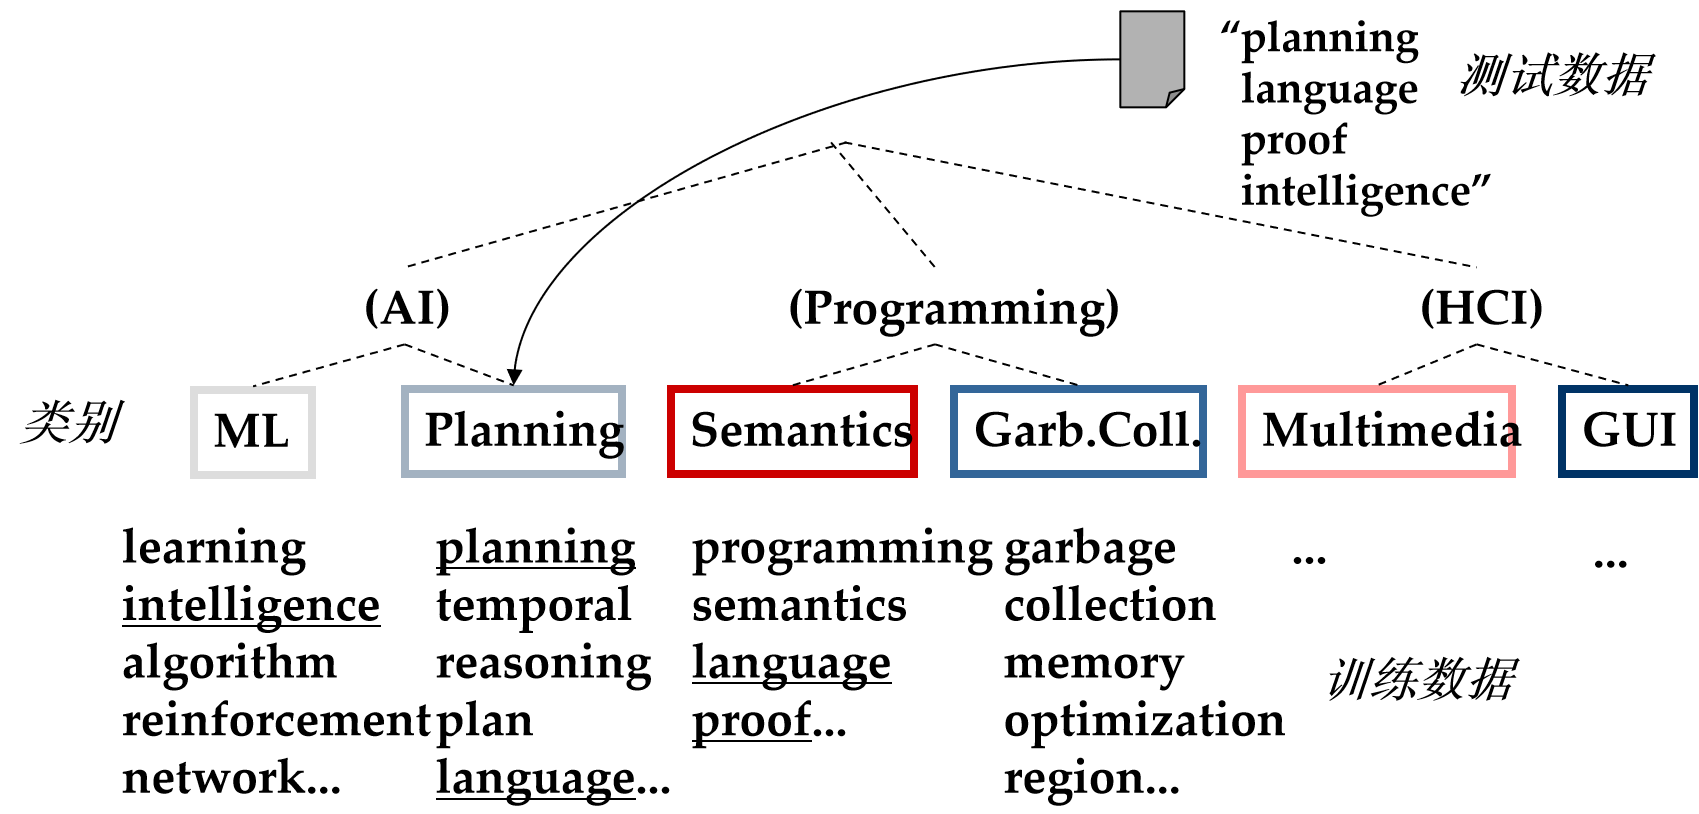 “planning
language
proof
intelligence”
测试数据
(AI)
(Programming)
(HCI)
类别
ML
Planning
Semantics
Garb.Coll.
Multimedia
GUI
learning
intelligence
algorithm
reinforcement
network...
planning
temporal
reasoning
plan
language...
programming
semantics
language
proof...
garbage
collection
memory
optimization
region...
...
...
训练数据